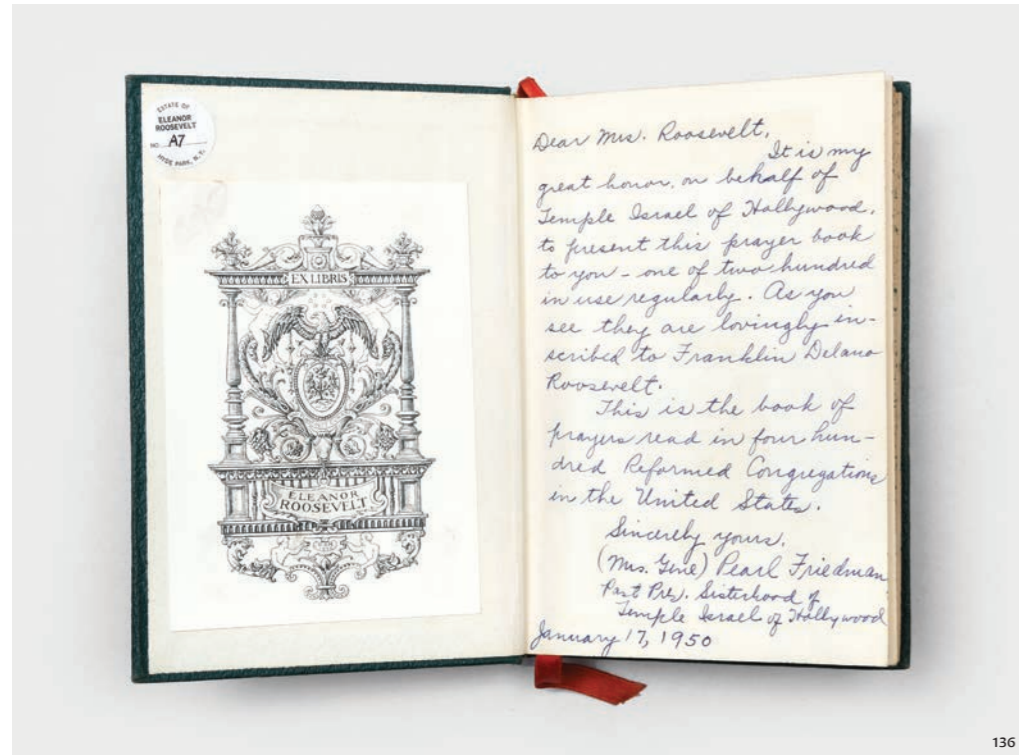 ESTATE OF
ELEANOR
ROOSEVELT
NO. A7
HYDE PARK, N.Y.
EX LIBRIS
ELEANOR
ROOSEVELT
Dear Mrs. Roosevelt,
It is my
great honor, on behalf of
Temple Israel of Hollywood,
to present this prayer book
to you - one of two hundred
in use regularly. As you
see they are lovingly in-
scribed to Franklin Delano
Roosevelt.
This is the book of
prayers read in four hun-
dred Reformed Congregations
in the United States.
Sincerely yours,
(Mrs. Gene) Pearl Friedman
Past Pres. Sisterhood of
Temple Israel of Hollywood
January 17, 1950
136